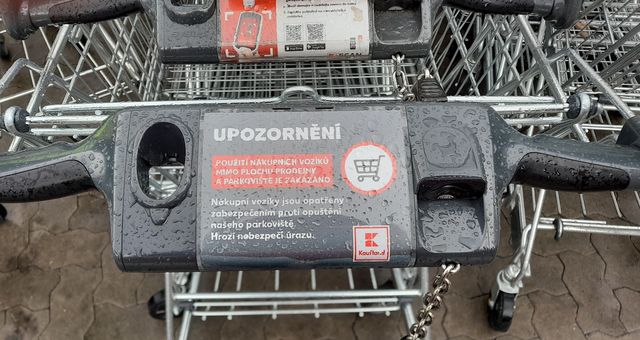 UPOZORNĚNÍ
POUŽITÍ NÁKUPNÍCH VOZÍKŮ
MIMO PLOCHU PRODEJNY
A PARKOVIŠTĚ JE ZAKÁZÁNO
Nákupní vozíky jsou opatřeny
zabezpečením proti opuštění
našeho parkoviště.
Hrozí nebezpečí úrazu.
Kaufland